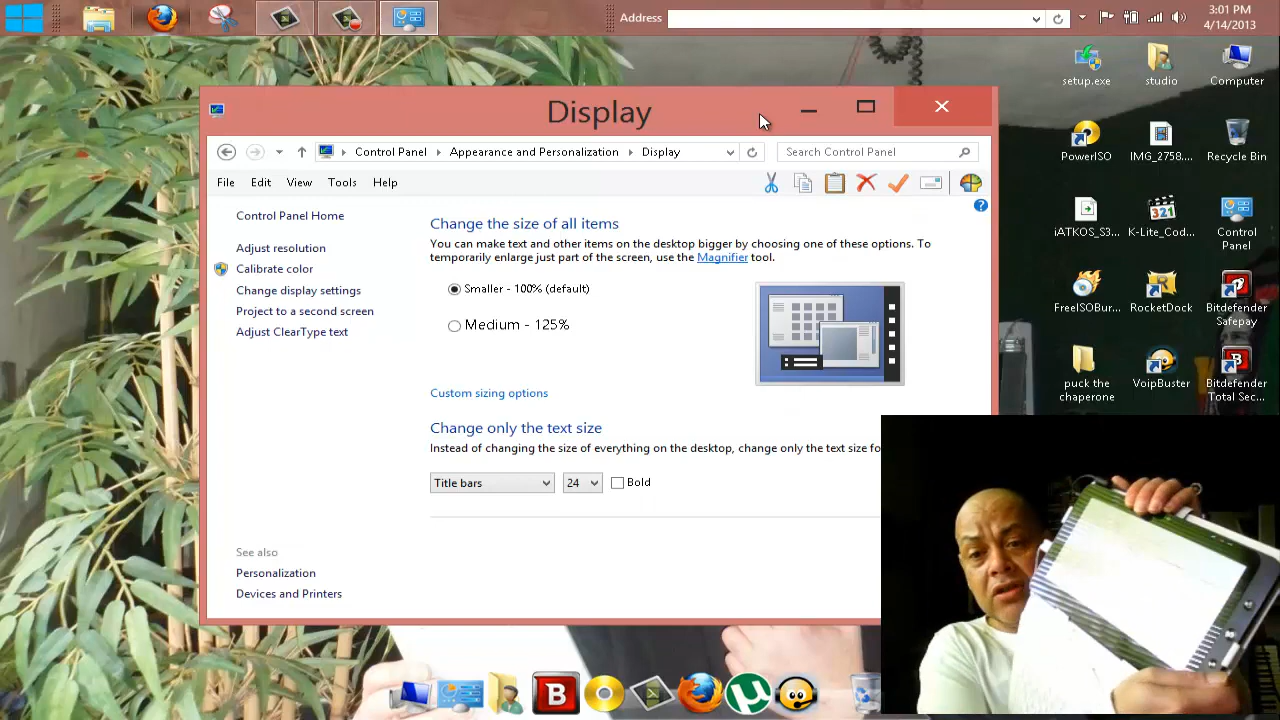 Address
3:01 PM
4/14/2013
setup.exe
studio
Computer
Display
Control Panel
Appearance and Personalization
Display
Search Control Panel
PowerISO
IMG_2758....
Recycle Bin
File
Edit
View
Tools
Help
Control Panel Home
Change the size of all items
iATKOS_S3...
K-Lite_Cod...
Control
Panel
You can make text and other items on the desktop bigger by choosing one of these options. To
temporarily enlarge just part of the screen, use the Magnifier tool.
Adjust resolution
Calibrate color
Change display settings
Project to a second screen
Adjust ClearType text
Smaller - 100% (default)
Medium - 125%
FreeISOBur...
RocketDock
Bitdefender
Safepay
Custom sizing options
puck the
chaperone
VoipBuster
Bitdefender
Total Sec...
Change only the text size
Instead of changing the size of everything on the desktop, change only the text size fo
Title bars
24
Bold
See also
Personalization
Devices and Printers